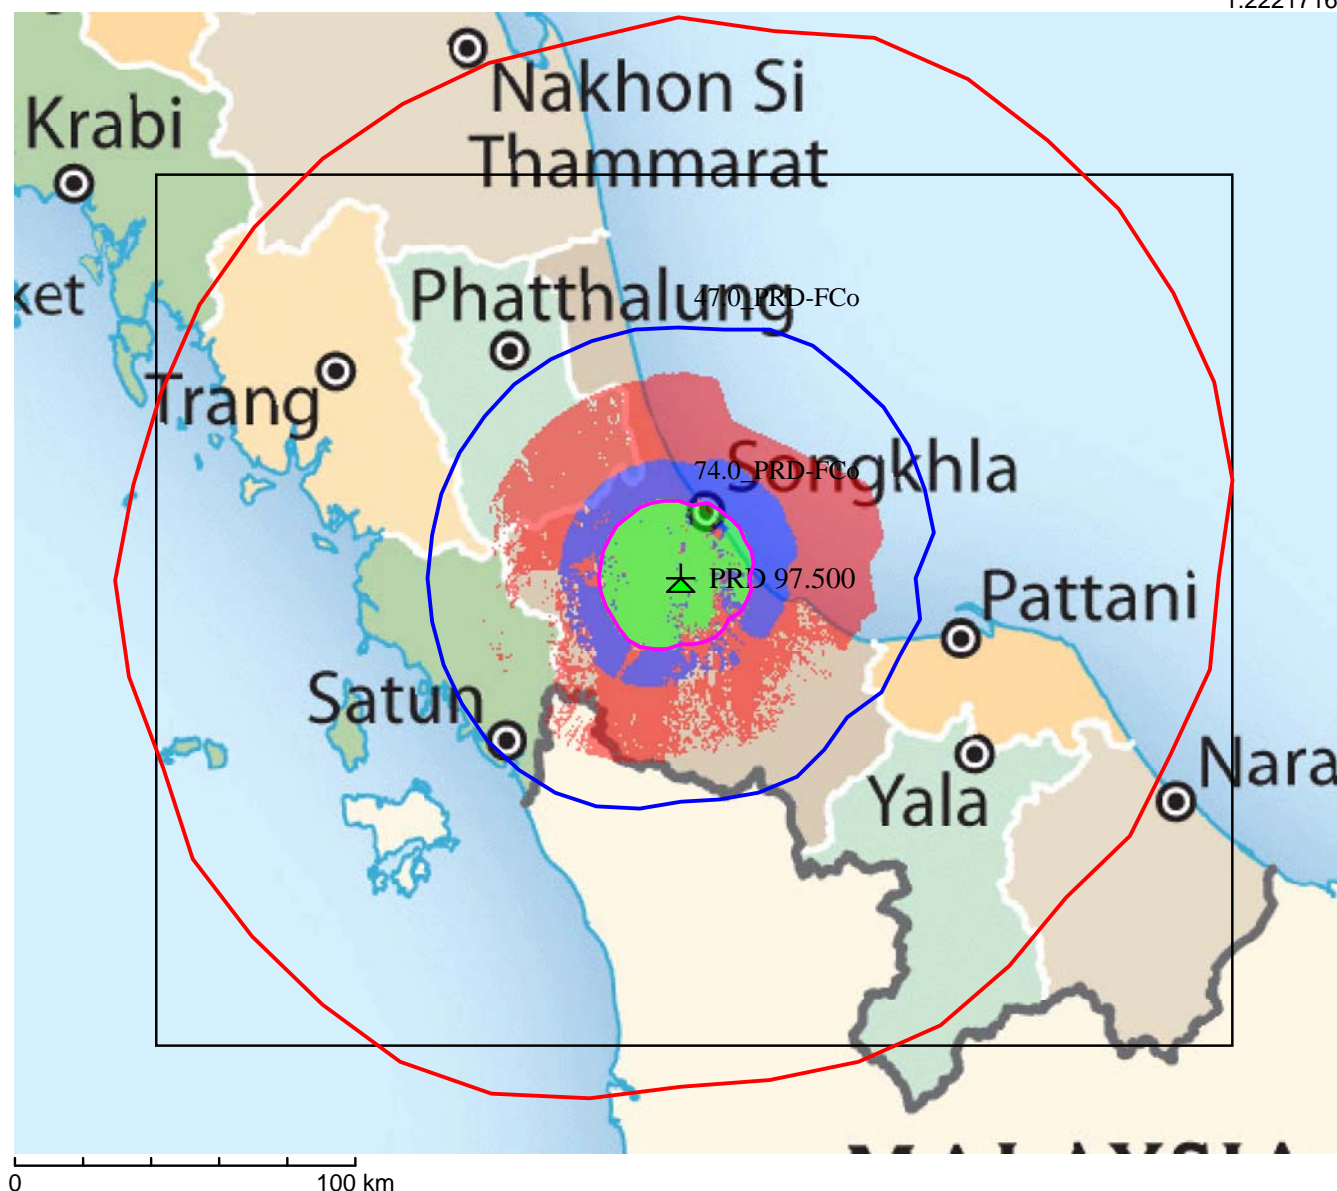 1.2221716
Nakhon Si
Thammarat
Krabi
ket
Phatthalung
47.0_PRD-FCo
Trang
Songkhla
74.0_PRD-FCo
PRD 97.500
Pattani
Satun
Nara
Yala
MALAYSIA
0
100 km